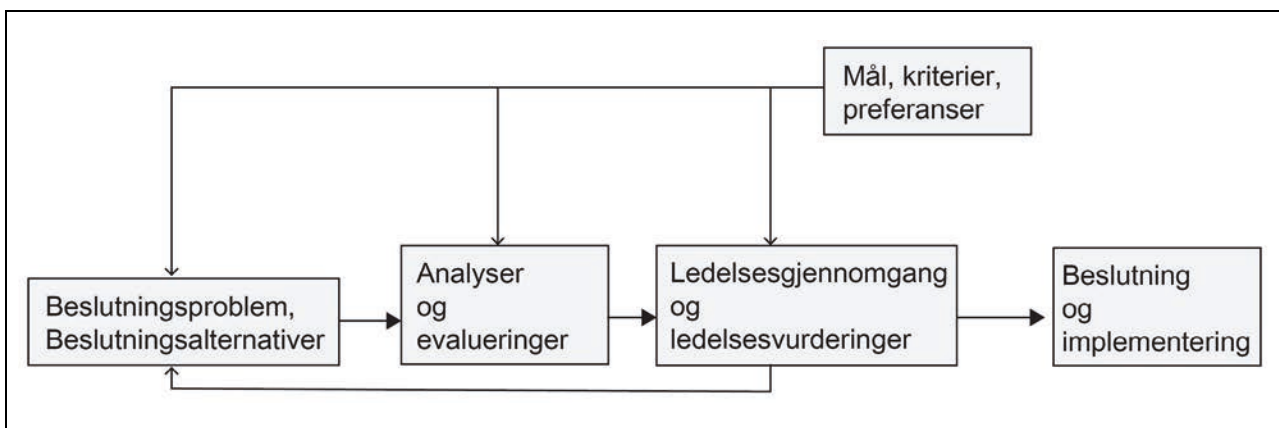 Mål, kriterier,
preferanser
Beslutningsproblem,
Beslutningsalternativer
Analyser
og
evalueringer
Ledelsesgjennomgang
og
ledelsesvurderinger
Beslutning
og
implementering